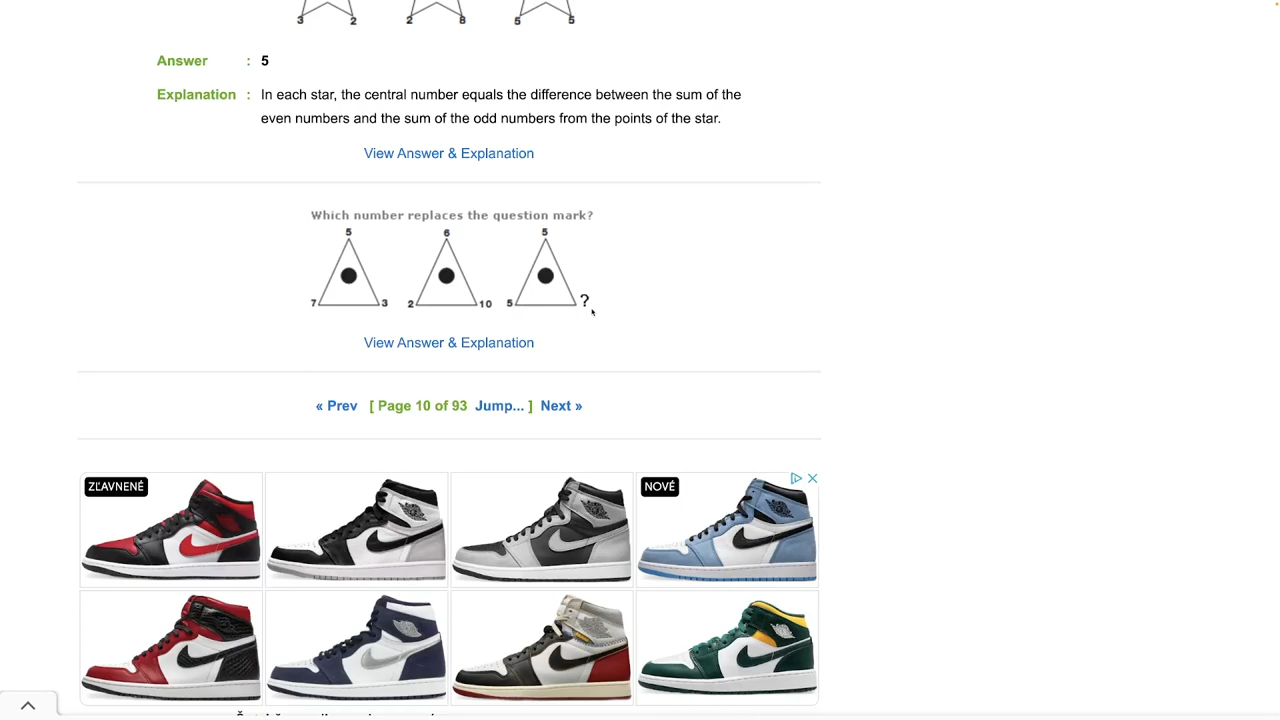 3 2 2 8 5 5
Answer : 5
Explanation : In each star, the central number equals the difference between the sum of the
even numbers and the sum of the odd numbers from the points of the star.
View Answer & Explanation
Which number replaces the question mark?
5 6 5
7 3 2 10 5 ?
View Answer & Explanation
« Prev [ Page 10 of 93 Jump... ] Next »
ZĽAVNENÉ
NOVÉ